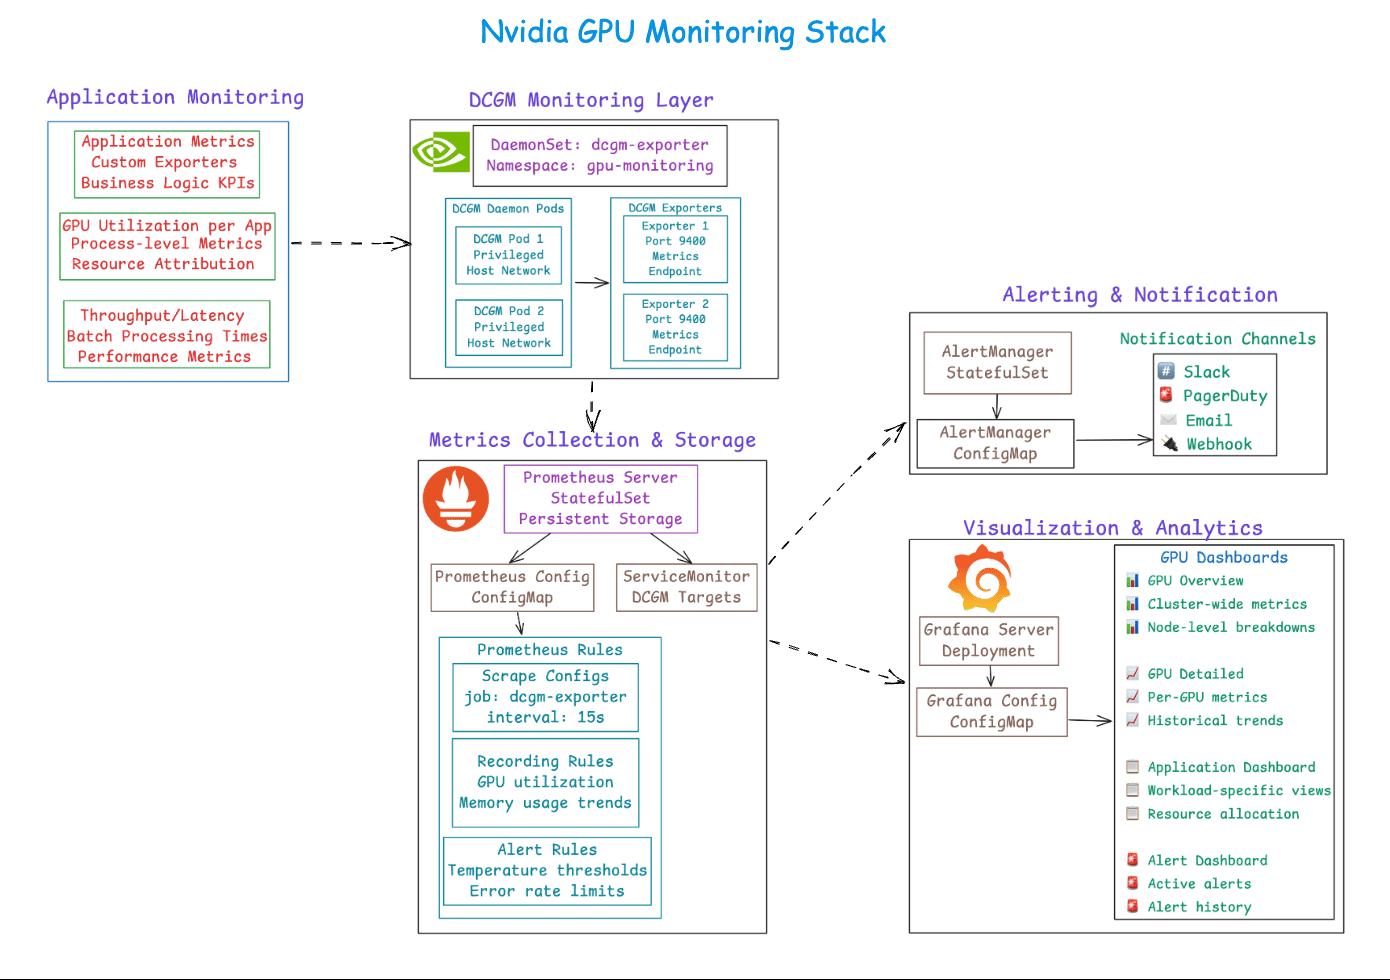 Nvidia GPU Monitoring Stack
Application Monitoring
Application Metrics
Custom Exporters
Business Logic KPIs
GPU Utilization per App
Process-level Metrics
Resource Attribution
Throughput/Latency
Batch Processing Times
Performance Metrics
DCGM Monitoring Layer
DaemonSet: dcgm-exporter
Namespace: gpu-monitoring
DCGM Daemon Pods
DCGM Pod 1
Privileged
Host Network
DCGM Pod 2
Privileged
Host Network
DCGM Exporters
Exporter 1
Port 9400
Metrics
Endpoint
Exporter 2
Port 9400
Metrics
Endpoint
Metrics Collection & Storage
Prometheus Server
StatefulSet
Persistent Storage
Prometheus Config
ConfigMap
ServiceMonitor
DCGM Targets
Prometheus Rules
Scrape Configs
job: dcgm-exporter
interval: 15s
Recording Rules
GPU utilization
Memory usage trends
Alert Rules
Temperature thresholds
Error rate limits
Alerting & Notification
AlertManager
StatefulSet
AlertManager
ConfigMap
Notification Channels
# Slack
PagerDuty
Email
Webhook
Visualization & Analytics
Grafana Server
Deployment
Grafana Config
ConfigMap
GPU Dashboards
GPU Overview
Cluster-wide metrics
Node-level breakdowns
GPU Detailed
Per-GPU metrics
Historical trends
Application Dashboard
Workload-specific views
Resource allocation
Alert Dashboard
Active alerts
Alert history